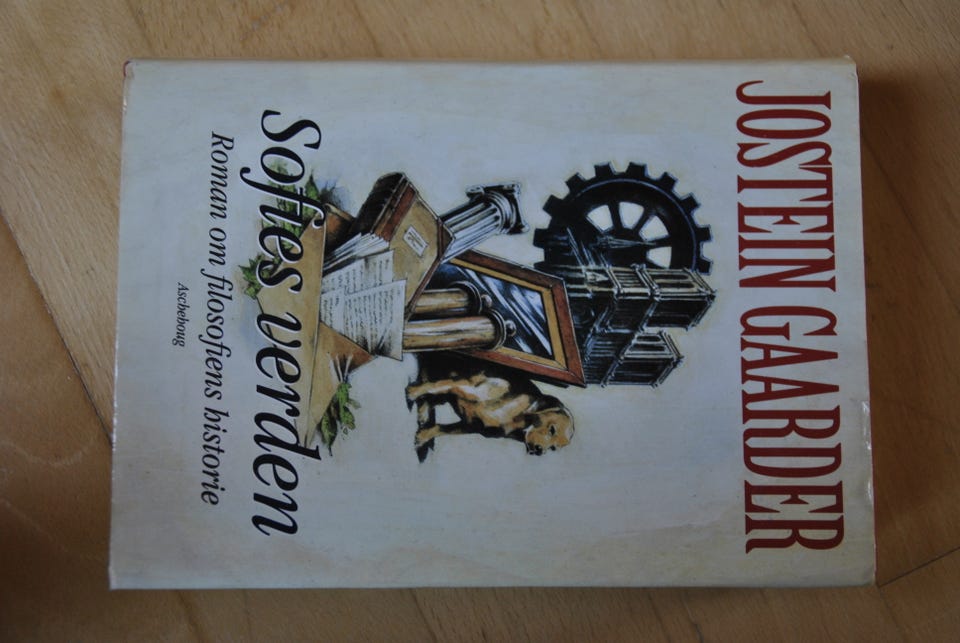 JOSTEIN GAARDER
Sofies verden
Roman om filosofiens historie
Aschehoug